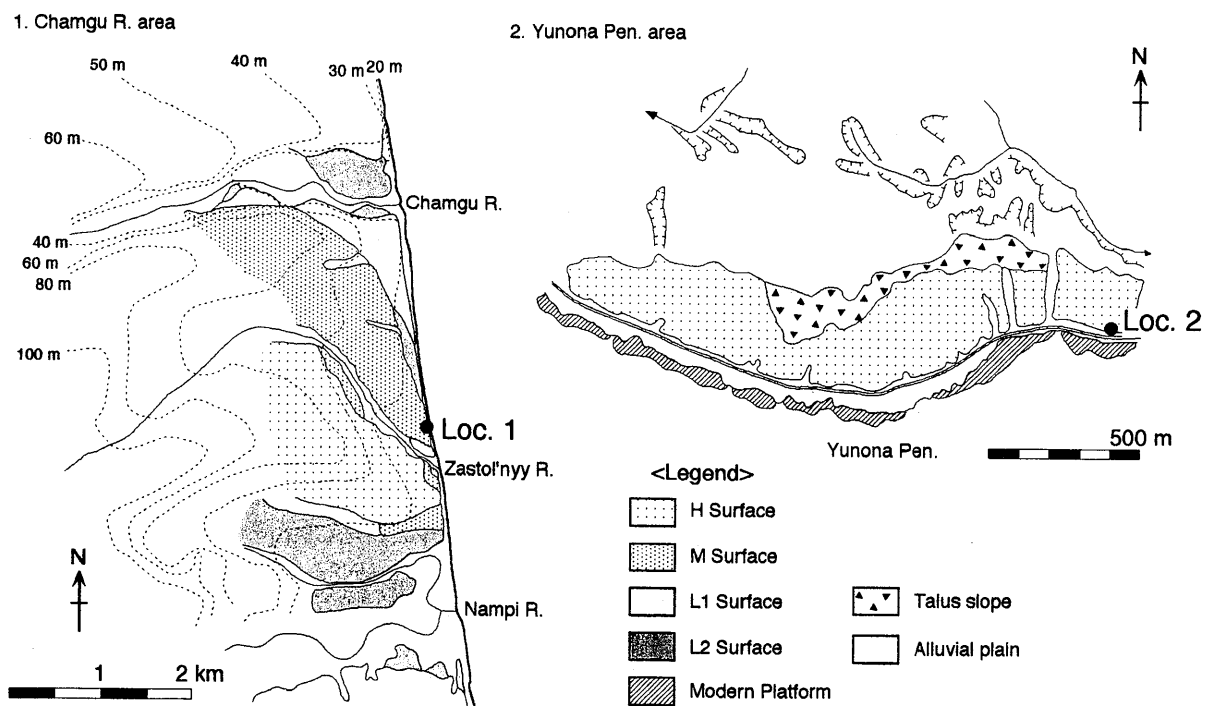 1. Chamgu R. area
50 m
40 m
30 m
20 m
60 m
Chamgu R.
40 m
60 m
80 m
100 m
Loc. 1
Zastol'nyy R.
N
Nampi R.
1
2 km
2. Yunona Pen. area
N
Loc. 2
500 m
Yunona Pen.
<Legend>
H Surface
M Surface
L1 Surface
L2 Surface
Modern Platform
Talus slope
Alluvial plain